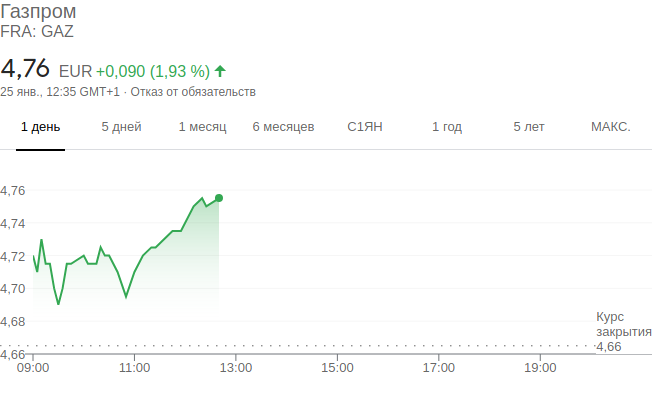 Газпром
FRA: GAZ
4,76 EUR +0,090 (1,93 %)
25 янв., 12:35 GMT+1 · Отказ от обязательств
1 день 5 дней 1 месяц 6 месяцев С1ЯН 1 год 5 лет МАКС.
4,76
4,74
4,72
4,70
4,68
4,66
Курс
закрытия
4,66
09:00 11:00 13:00 15:00 17:00 19:00